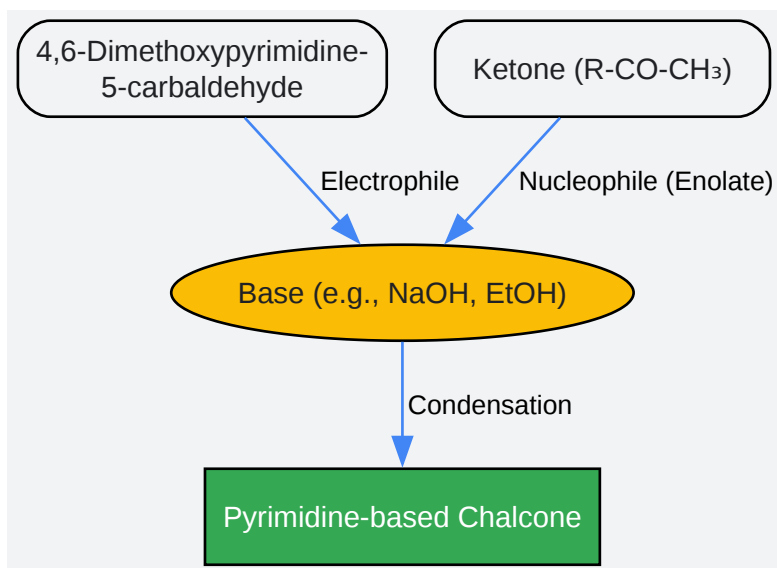 4,6-Dimethoxypyrimidine-
5-carbaldehyde
Ketone (R-CO-CH₃)
Electrophile
Nucleophile (Enolate)
Base (e.g., NaOH, EtOH)
Condensation
Pyrimidine-based Chalcone